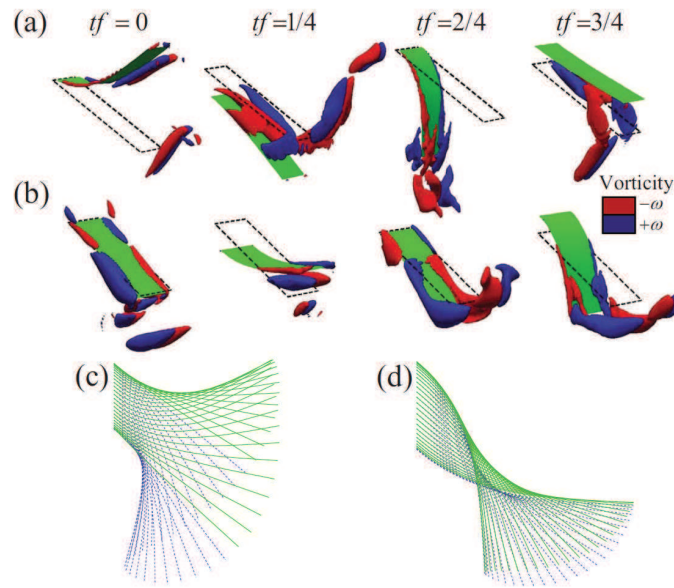 (a) tf = 0 tf = 1/4 tf = 2/4 tf = 3/4
Vorticity
−ω
+ω
(b)
(c) (d)